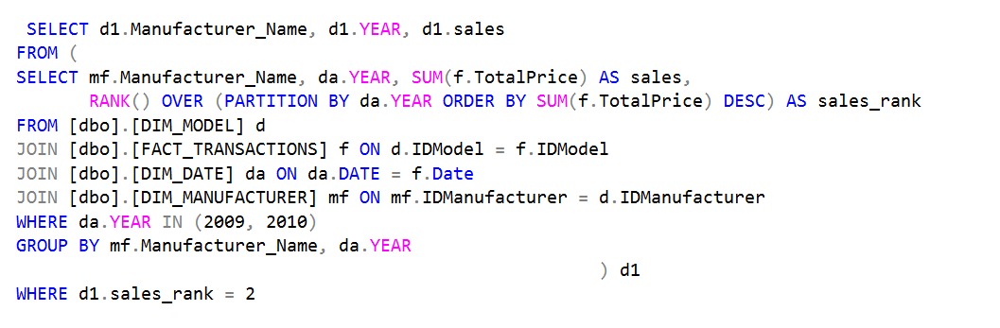 SELECT d1.Manufacturer_Name, d1.YEAR, d1.sales
FROM (
SELECT mf.Manufacturer_Name, da.YEAR, SUM(f.TotalPrice) AS sales,
RANK() OVER (PARTITION BY da.YEAR ORDER BY SUM(f.TotalPrice) DESC) AS sales_rank
FROM [dbo].[DIM_MODEL] d
JOIN [dbo].[FACT_TRANSACTIONS] f ON d.IDModel = f.IDModel
JOIN [dbo].[DIM_DATE] da ON da.DATE = f.Date
JOIN [dbo].[DIM_MANUFACTURER] mf ON mf.IDManufacturer = d.IDManufacturer
WHERE da.YEAR IN (2009, 2010)
GROUP BY mf.Manufacturer_Name, da.YEAR
) d1
WHERE d1.sales_rank = 2